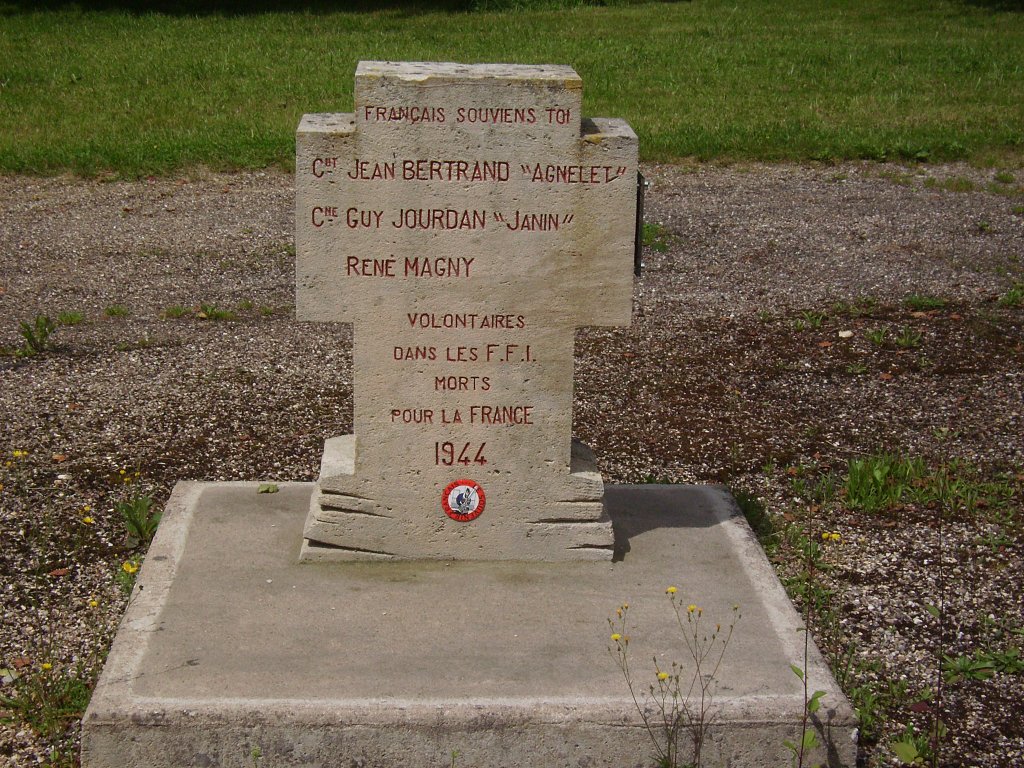 FRANÇAIS SOUVIENS TOI
CBT JEAN BERTRAND "AGNELET"
CNE GUY JOURDAN "JANIN"
RENÉ MAGNY
VOLONTAIRES
DANS LES F.F.I.
MORTS
POUR LA FRANCE
1944